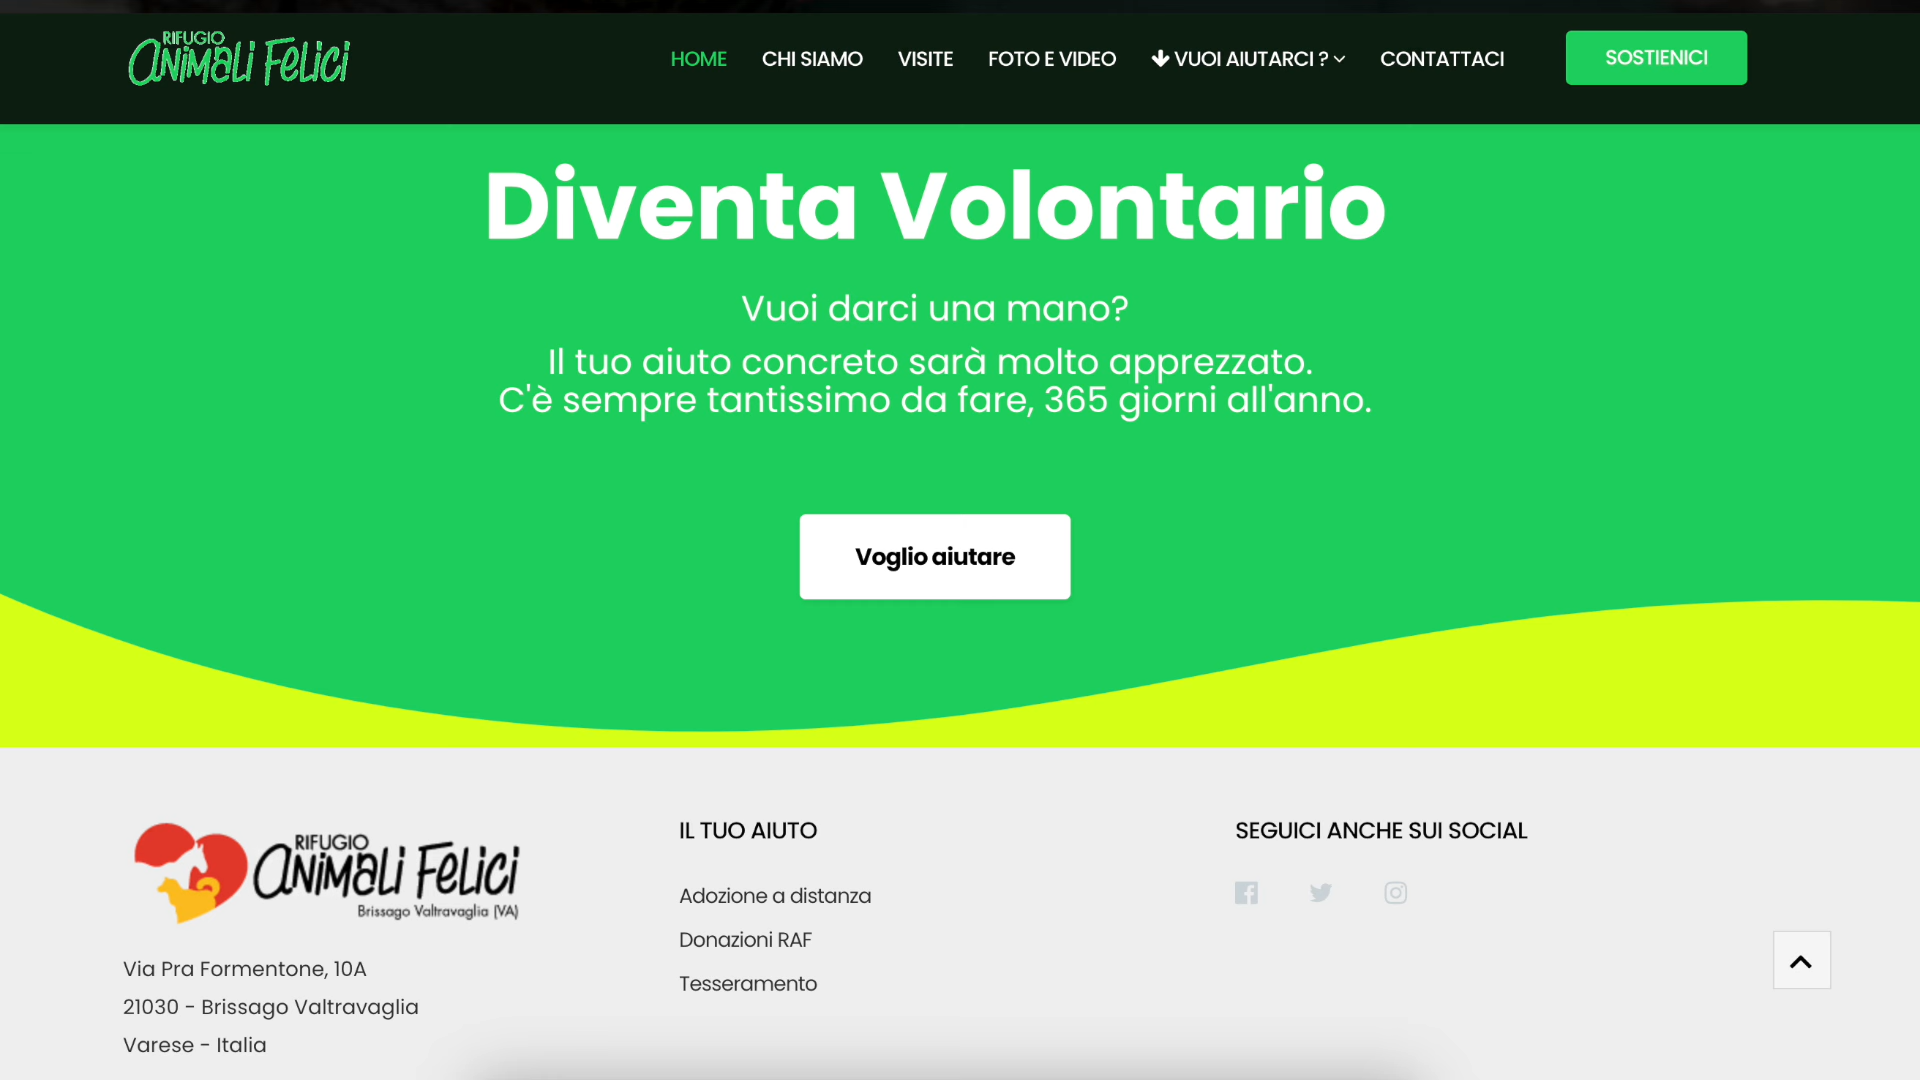 RIFUGIO
ANIMALI FELICI
HOME
CHI SIAMO
VISITE
FOTO E VIDEO
VUOI AIUTARCI ?
CONTATTACI
SOSTIENICI
Diventa Volontario
Vuoi darci una mano?
Il tuo aiuto concreto sarà molto apprezzato.
C'è sempre tantissimo da fare, 365 giorni all'anno.
Voglio aiutare
RIFUGIO
ANIMALI FELICI
Brissago Valtravaglia (VA)
Via Pra Formentone, 10A
21030 - Brissago Valtravaglia
Varese - Italia
IL TUO AIUTO
Adozione a distanza
Donazioni RAF
Tesseramento
SEGUICI ANCHE SUI SOCIAL